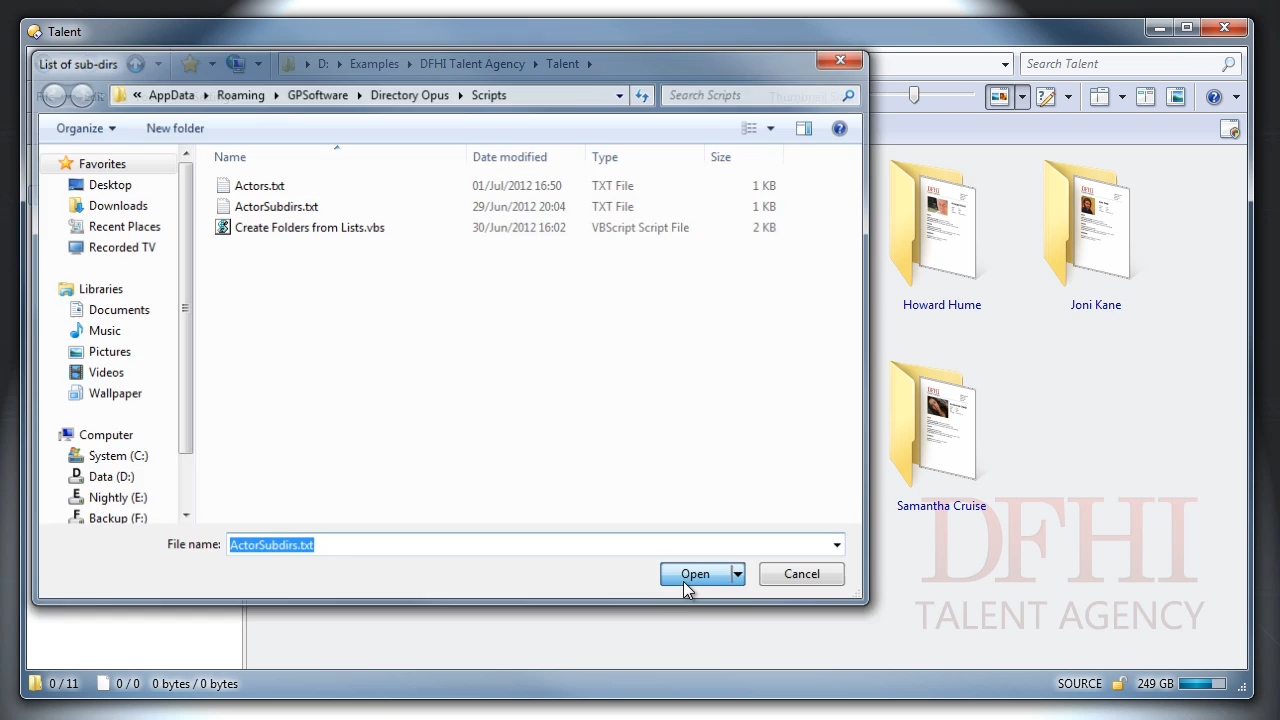 Talent
List of sub-dirs
D: Examples DFHI Talent Agency Talent
Search Talent
« AppData Roaming GPSoftware Directory Opus Scripts
Search Scripts
Organize
New folder
Name Date modified Type Size
Actors.txt 01/Jul/2012 16:50 TXT File 1 KB
ActorSubdirs.txt 29/Jun/2012 20:04 TXT File 1 KB
Create Folders from Lists.vbs 30/Jun/2012 16:02 VBScript Script File 2 KB
Favorites
Desktop
Downloads
Recent Places
Recorded TV
Libraries
Documents
Music
Pictures
Videos
Wallpaper
Computer
System (C:)
Data (D:)
Nightly (E:)
Backup (F:)
File name: ActorSubdirs.txt
Open
Cancel
DFHI
DFHI
Howard Hume
Joni Kane
DFHI
Samantha Cruise
DFHI
TALENT AGENCY
0 / 11 0 / 0 0 bytes / 0 bytes
SOURCE 249 GB